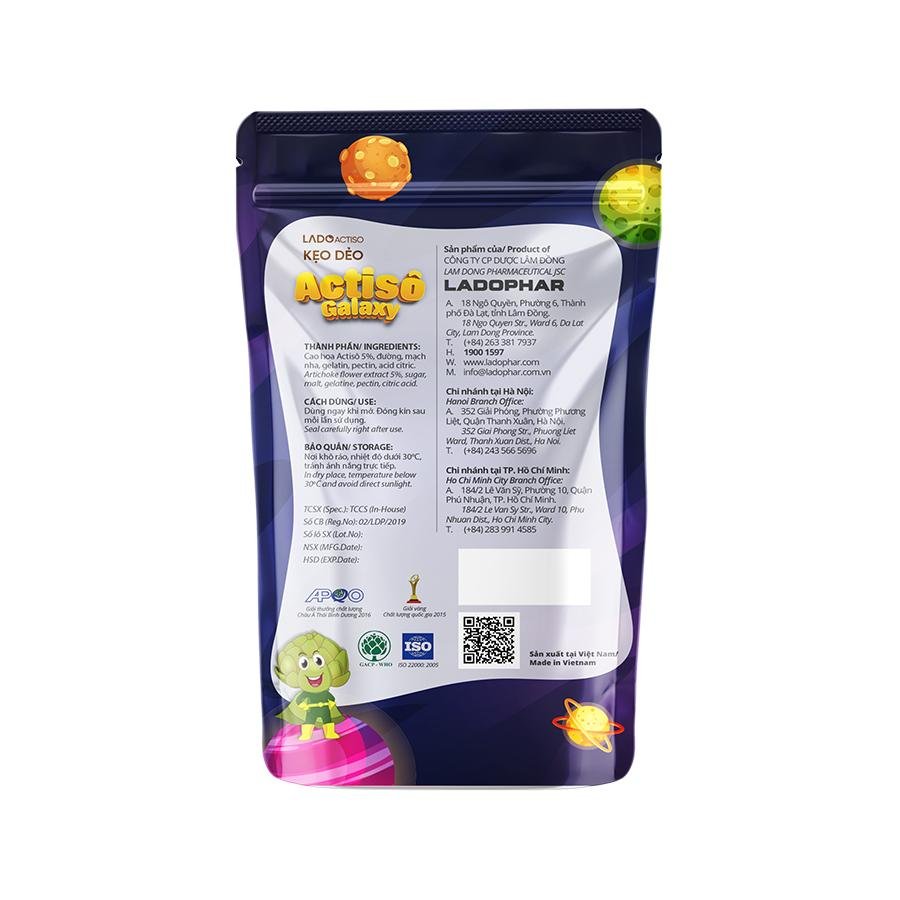 LADOACTISO
KẸO DẺO
Actisô
Galaxy
THÀNH PHẦN/ INGREDIENTS:
Cao hoa Actisô 5%, đường, mạch
nha, gelatin, pectin, acid citric.
Artichoke flower extract 5%, sugar,
malt, gelatine, pectin, citric acid.
CÁCH DÙNG/ USE:
Dùng ngay khi mở. Đóng kín sau
mỗi lần sử dụng.
Seal carefully right after use.
BẢO QUẢN/ STORAGE:
Nơi khô ráo, nhiệt độ dưới 30ºC,
tránh ánh nắng trực tiếp.
In dry place, temperature below
30ºC and avoid direct sunlight.
TCSX (Spec.): TCCS (In-House)
Số CB (Reg.No): 02/LDP/2019
Số lô SX (Lot.No):
NSX (MFG.Date):
HSD (EXP.Date):
APQO
Giải thưởng chất lượng
Châu Á Thái Bình Dương 2016
Giải vàng
Chất lượng quốc gia 2015
GACP - WHO
ISO
ISO 22000: 2005
Sản phẩm của/ Product of
CÔNG TY CP DƯỢC LÂM ĐỒNG
LAM DONG PHARMACEUTICAL JSC
LADOPHAR
A. 18 Ngô Quyền, Phường 6, Thành
phố Đà Lạt, tỉnh Lâm Đồng.
18 Ngo Quyen Str., Ward 6, Da Lat
City, Lam Dong Province.
T. (+84) 263 381 7937
H. 1900 1597
W. www.ladophar.com
M. info@ladophar.com.vn
Chi nhánh tại Hà Nội:
Hanoi Branch Office:
A. 352 Giải Phóng, Phường Phương
Liệt, Quận Thanh Xuân, Hà Nội.
352 Giai Phong Str., Phuong Liet
Ward, Thanh Xuan Dist., Ha Noi.
T. (+84) 243 566 5696
Chi nhánh tại TP. Hồ Chí Minh:
Ho Chi Minh City Branch Office:
A. 184/2 Lê Văn Sỹ, Phường 10, Quận
Phú Nhuận, TP. Hồ Chí Minh.
184/2 Le Van Sy Str., Ward 10, Phu
Nhuan Dist., Ho Chi Minh City.
T. (+84) 283 991 4585
Sản xuất tại Việt Nam/
Made in Vietnam